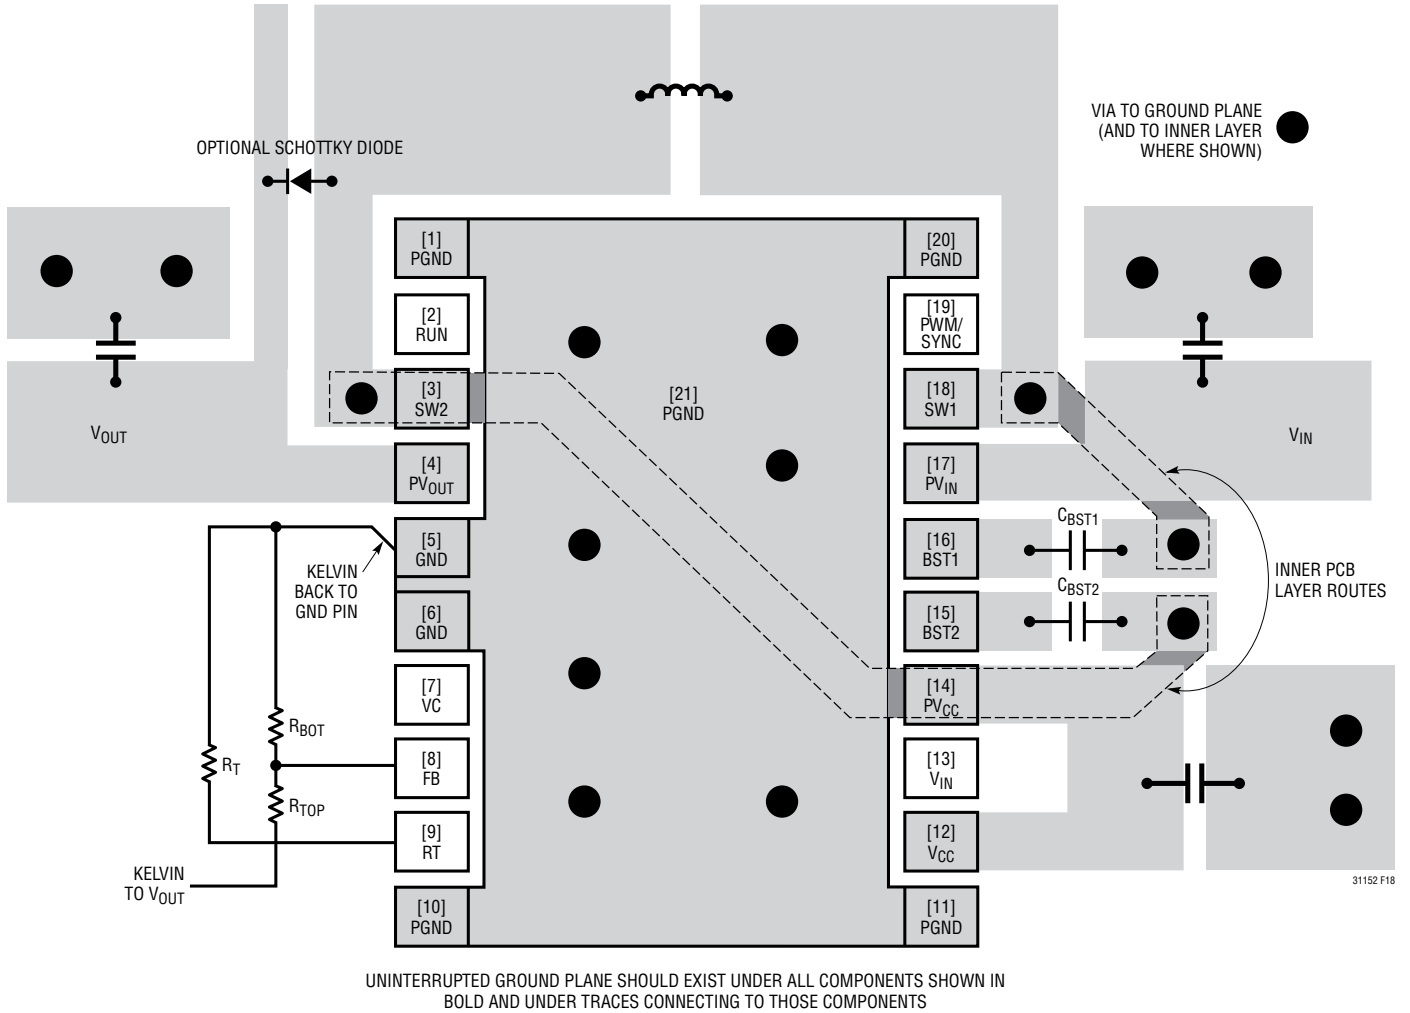 VIA TO GROUND PLANE
(AND TO INNER LAYER
WHERE SHOWN)
OPTIONAL SCHOTTKY DIODE
[1]
PGND
[2]
RUN
[3]
SW2
[4]
PVOUT
[5]
GND
[6]
GND
[7]
VC
[8]
FB
[9]
RT
[10]
PGND
[21]
PGND
[20]
PGND
[19]
PWM/
SYNC
[18]
SW1
[17]
PVIN
[16]
BST1
[15]
BST2
[14]
PVCC
[13]
VIN
[12]
VCC
[11]
PGND
VOUT
VIN
KELVIN
BACK TO
GND PIN
RBOT
RT
RTOP
KELVIN
TO VOUT
CBST1
CBST2
INNER PCB
LAYER ROUTES
31152 F18
UNINTERRUPTED GROUND PLANE SHOULD EXIST UNDER ALL COMPONENTS SHOWN IN
BOLD AND UNDER TRACES CONNECTING TO THOSE COMPONENTS